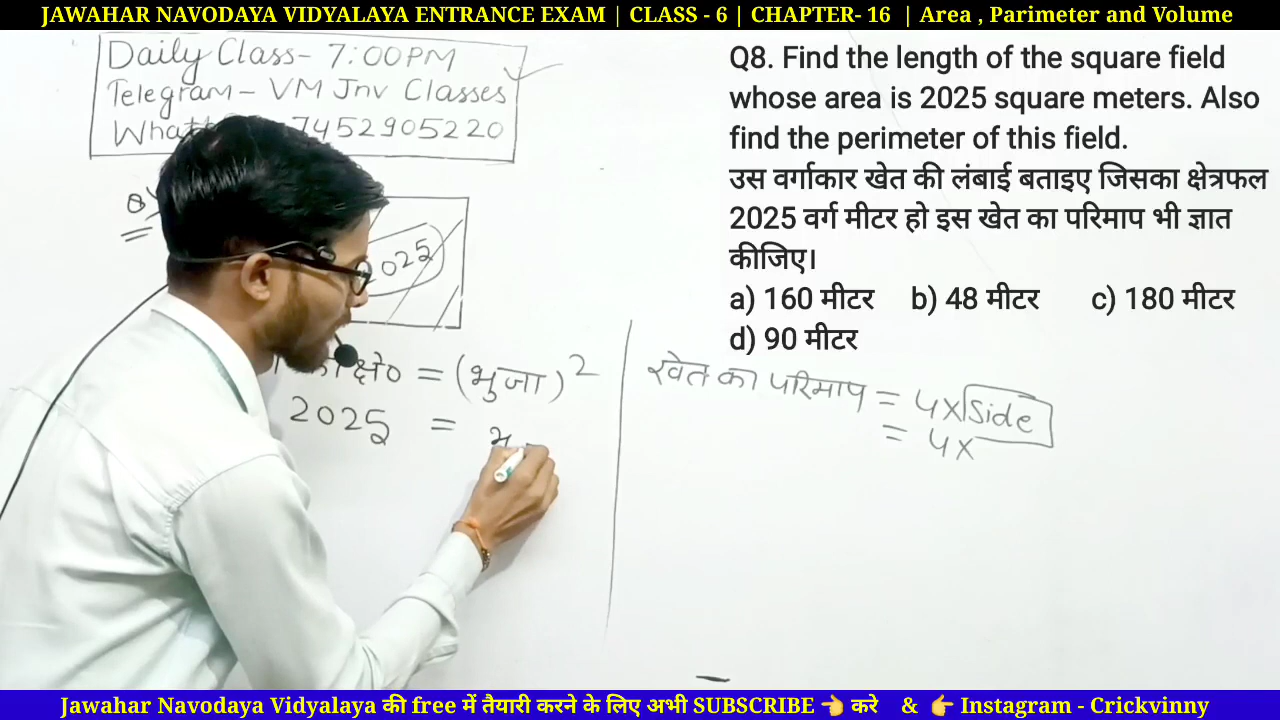 JAWAHAR NAVODAYA VIDYALAYA ENTRANCE EXAM | CLASS - 6 | CHAPTER- 16 | Area , Parimeter and Volume
Daily Class- 7:00PM
Telegram- VM Jnv Classes
7452905220
2025
क्षे० = (भुजा)2
2025 =
Q8. Find the length of the square field
whose area is 2025 square meters. Also
find the perimeter of this field.
उस वर्गाकार खेत की लंबाई बताइए जिसका क्षेत्रफल
2025 वर्ग मीटर हो इस खेत का परिमाप भी ज्ञात
कीजिए।
a) 160 मीटर b) 48 मीटर c) 180 मीटर
d) 90 मीटर
खेत का परिमाप = 4×Side
= 4×
Jawahar Navodaya Vidyalaya की free में तैयारी करने के लिए अभी SUBSCRIBE 👈 करे & 👉 Instagram - Crickvinny